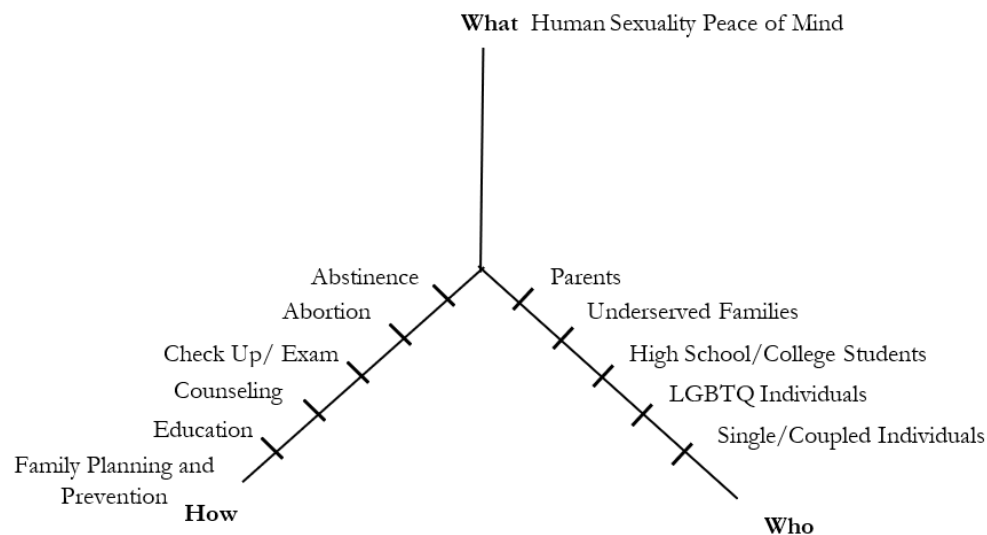 What Human Sexuality Peace of Mind
Abstinence
Abortion
Check Up/ Exam
Counseling
Education
Family Planning and
Prevention
How
Parents
Underserved Families
High School/College Students
LGBTQ Individuals
Single/Coupled Individuals
Who